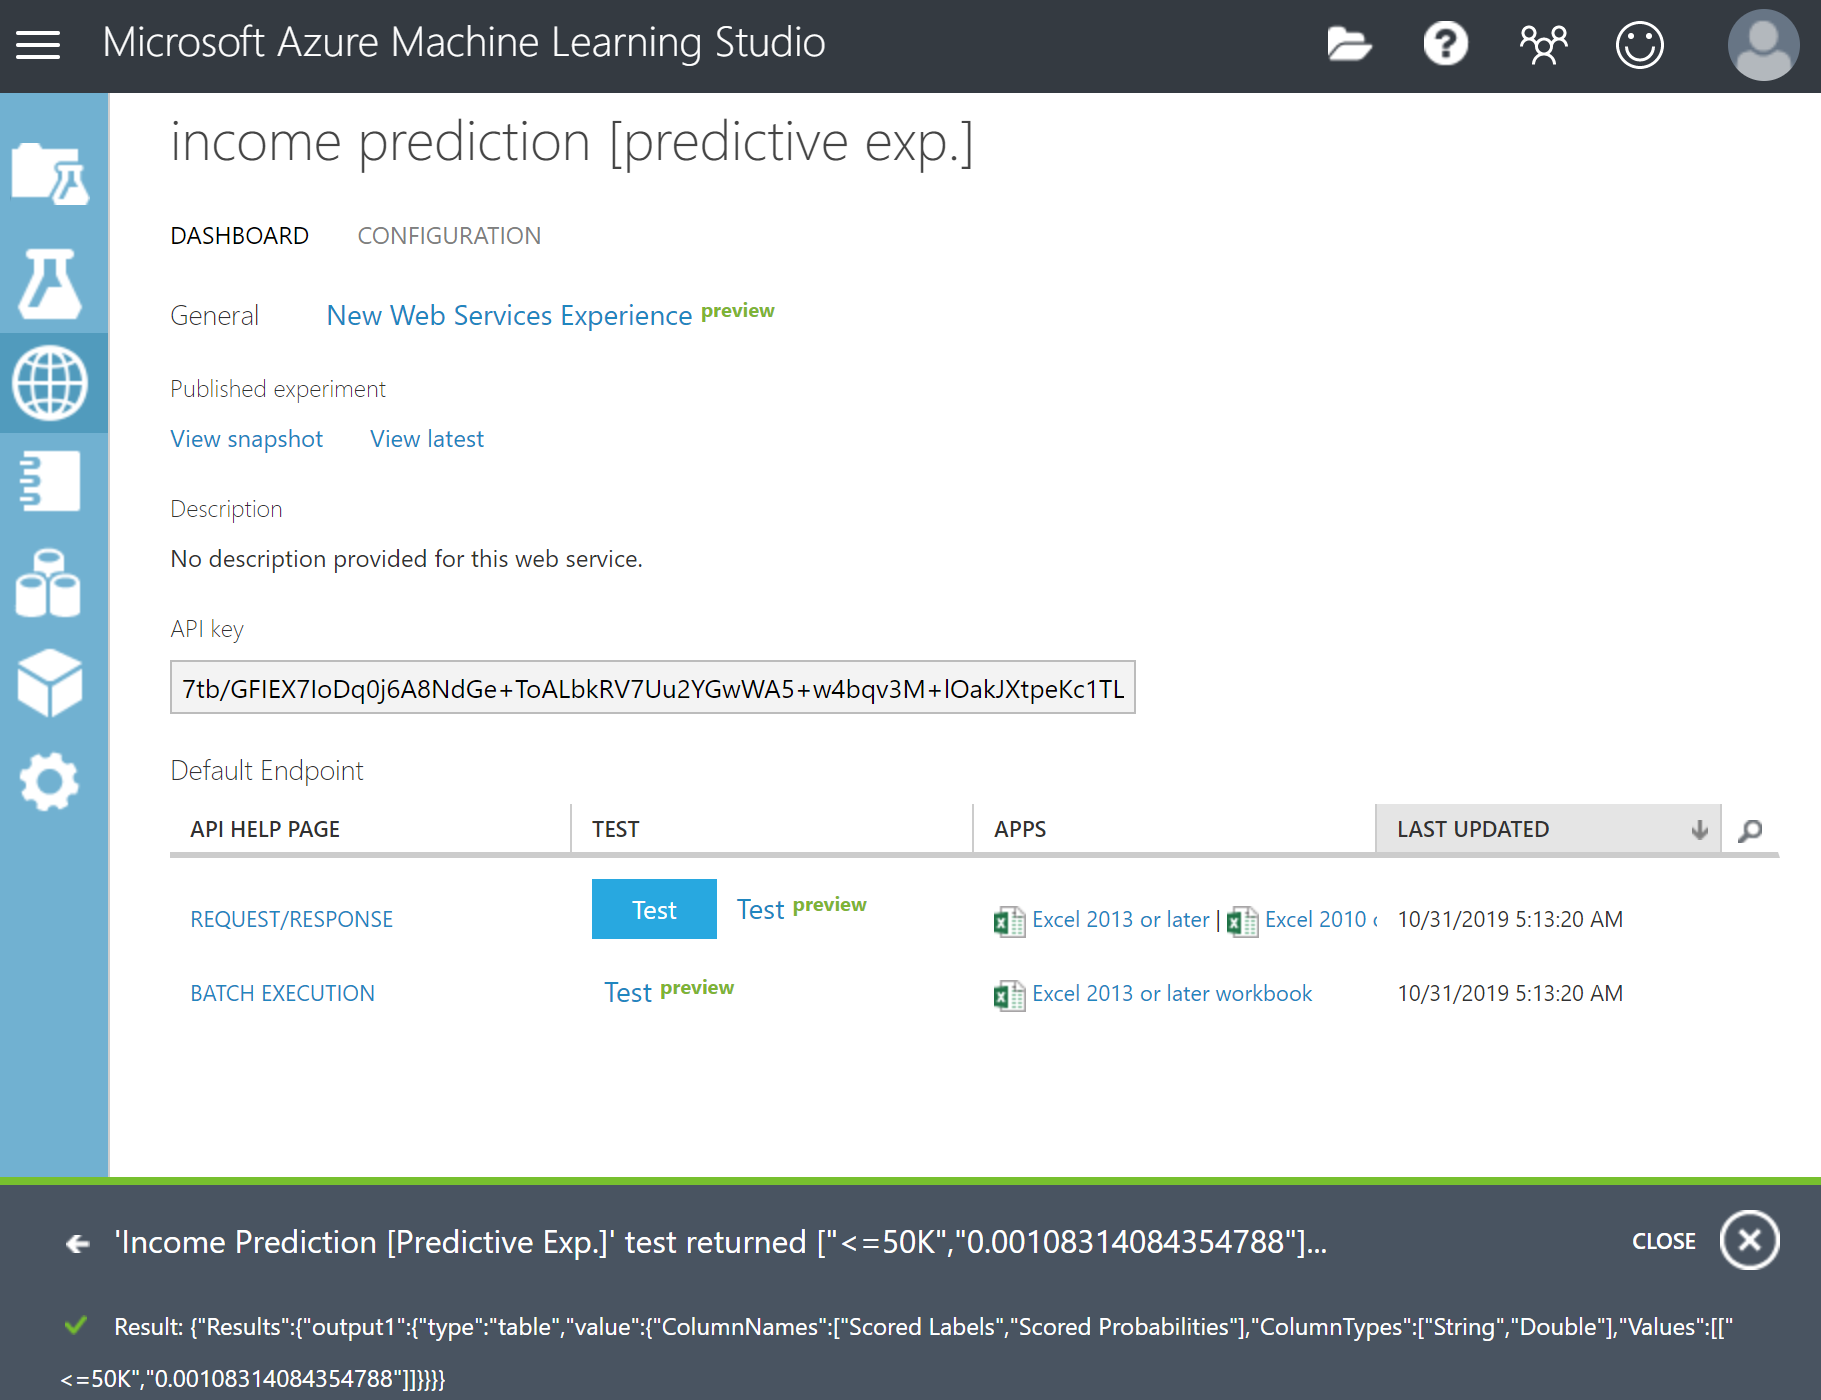 Microsoft Azure Machine Learning Studio
income prediction [predictive exp.]
DASHBOARD CONFIGURATION
General New Web Services Experience preview
Published experiment
View snapshot View latest
Description
No description provided for this web service.
API key
7tb/GFIEX7IoDq0j6A8NdGe+ToALbkRV7Uu2YGwWA5+w4bqv3M+lOakJXtpeKc1TL
Default Endpoint
API HELP PAGE TEST APPS LAST UPDATED
REQUEST/RESPONSE Test Test preview Excel 2013 or later | Excel 2010 10/31/2019 5:13:20 AM
BATCH EXECUTION Test preview Excel 2013 or later workbook 10/31/2019 5:13:20 AM
'Income Prediction [Predictive Exp.]' test returned ["<=50K","0.00108314084354788"]... CLOSE
Result: {"Results":{"output1":{"type":"table","value":{"ColumnNames":["Scored Labels","Scored Probabilities"],"ColumnTypes":["String","Double"],"Values":[["
<=50K","0.00108314084354788"]]}}}}